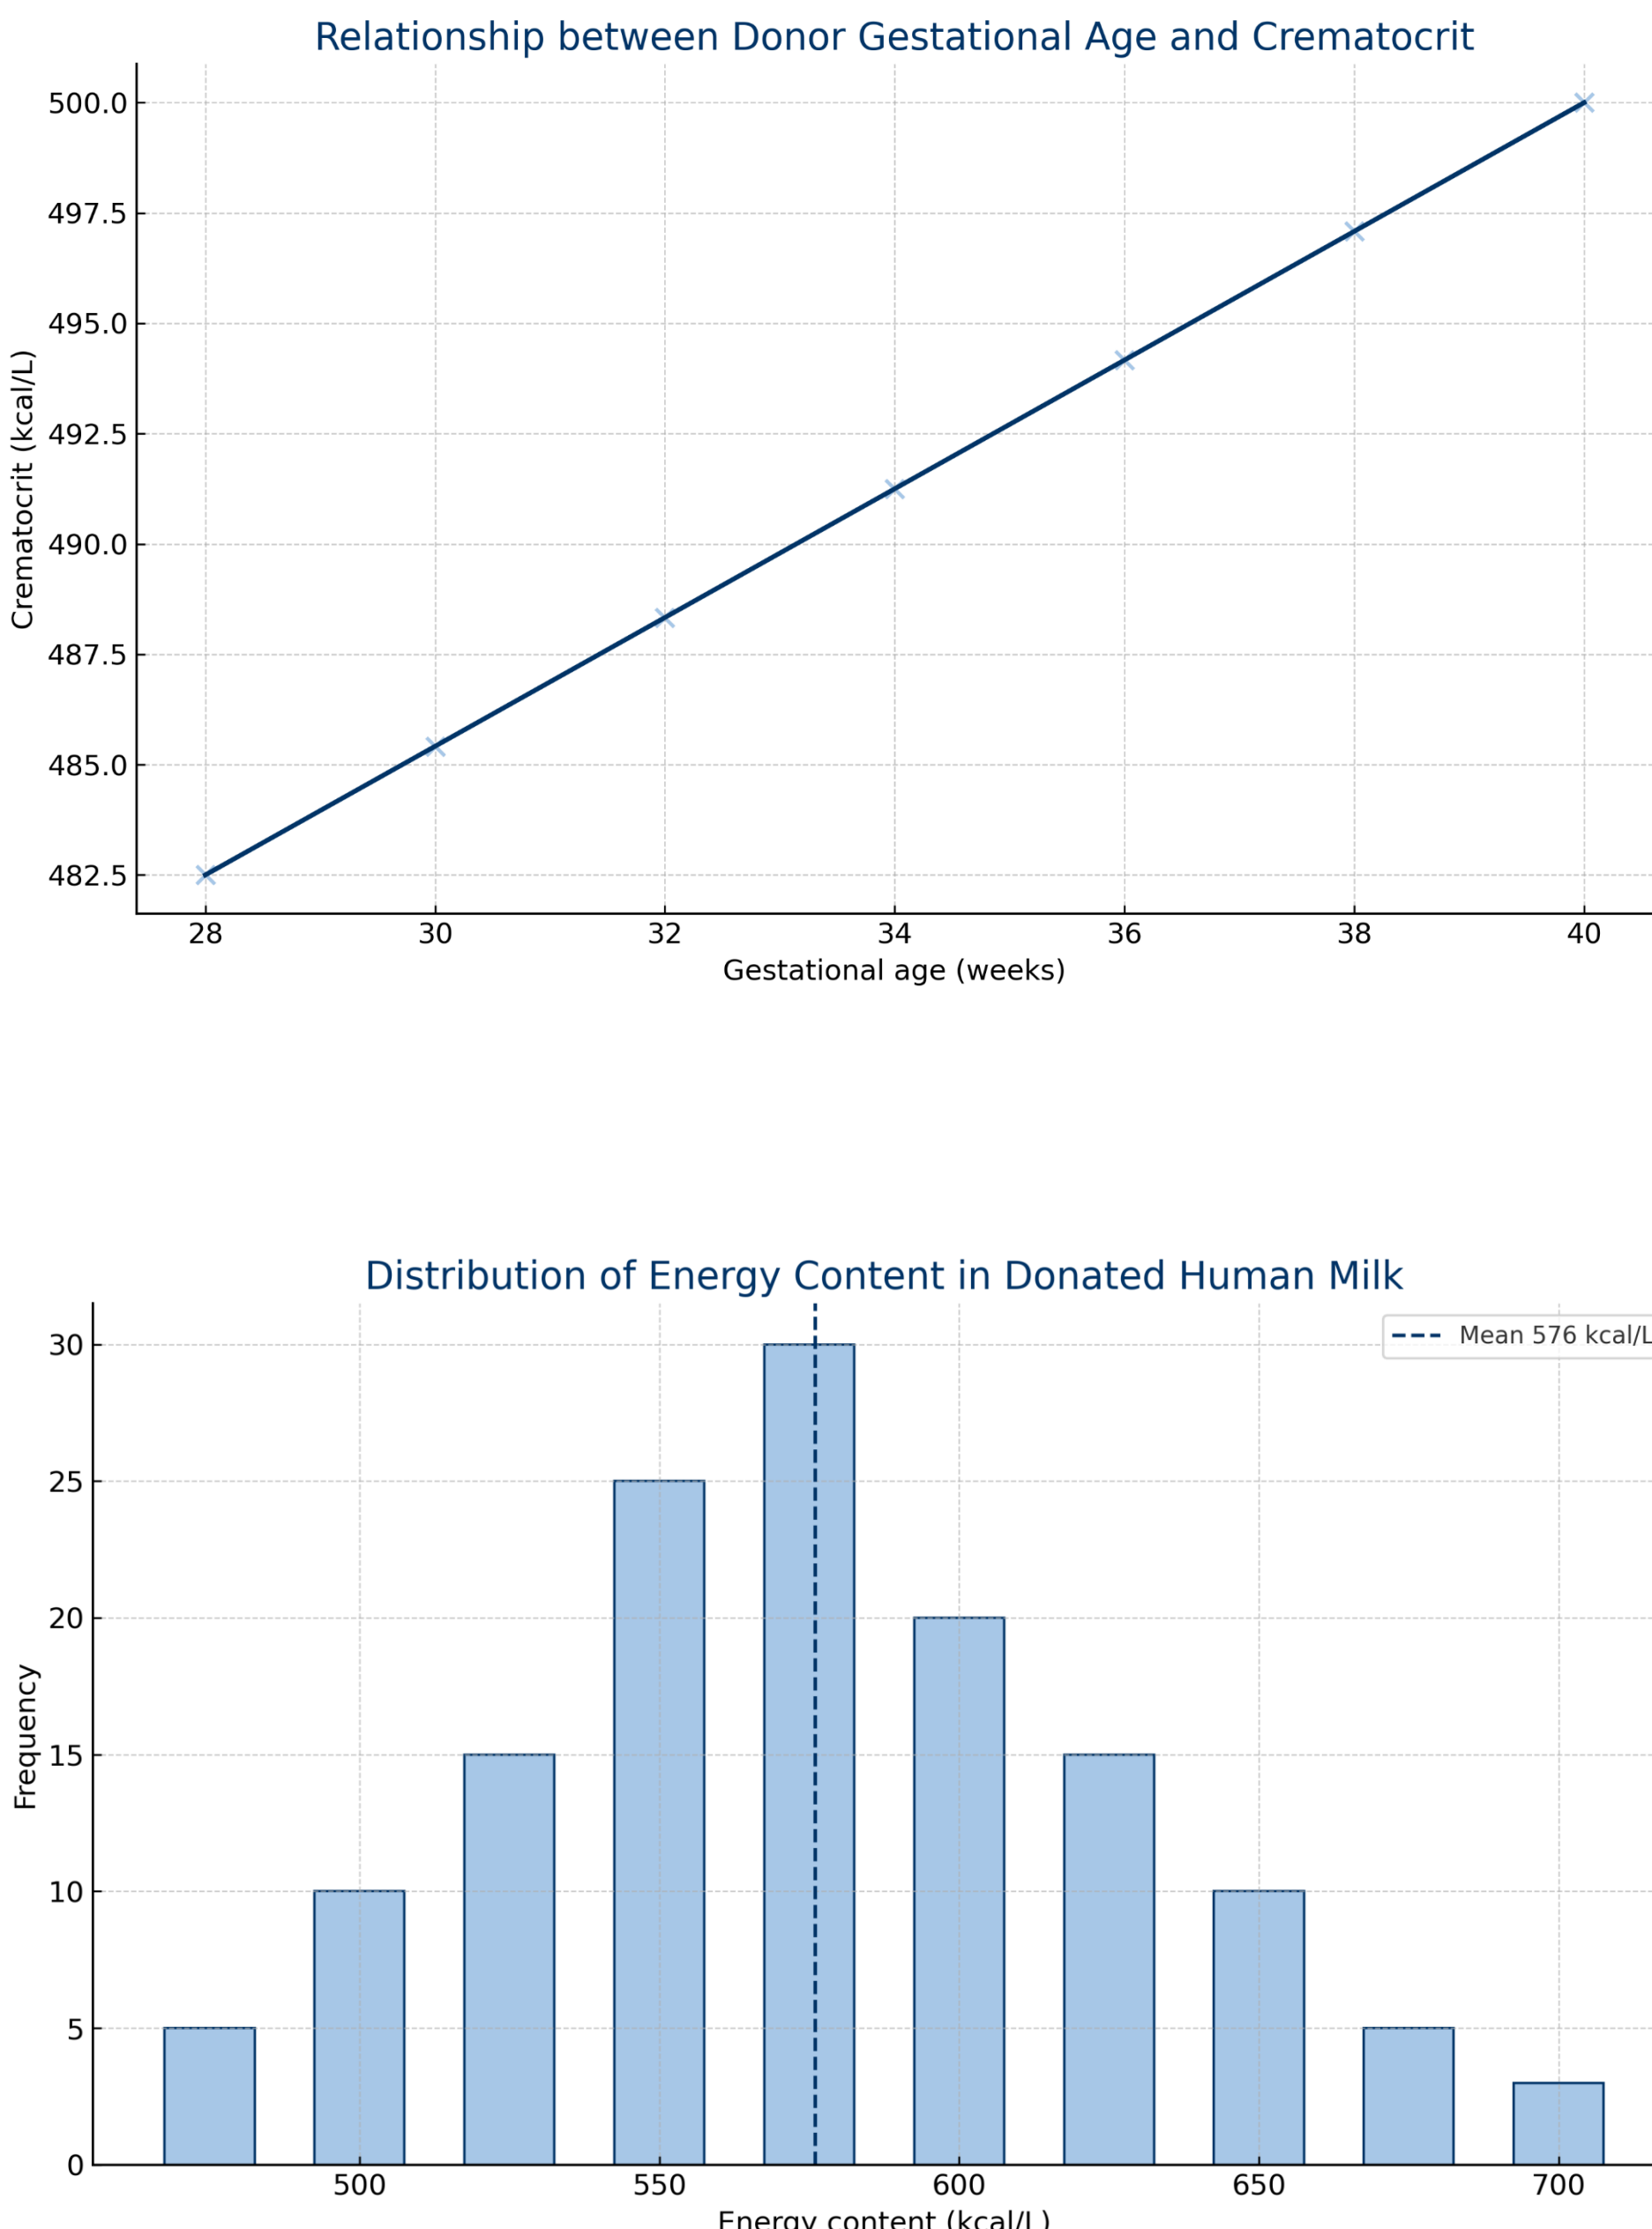 Relationship between Donor Gestational Age and Crematocrit
500.0
497.5
495.0
492.5
490.0
487.5
485.0
482.5
Crematocrit (kcal/L)
28 30 32 34 36 38 40
Gestational age (weeks)
Distribution of Energy Content in Donated Human Milk
Mean 576 kcal/L
30
25
20
15
10
5
0
Frequency
500 550 600 650 700
Energy content (kcal/L)